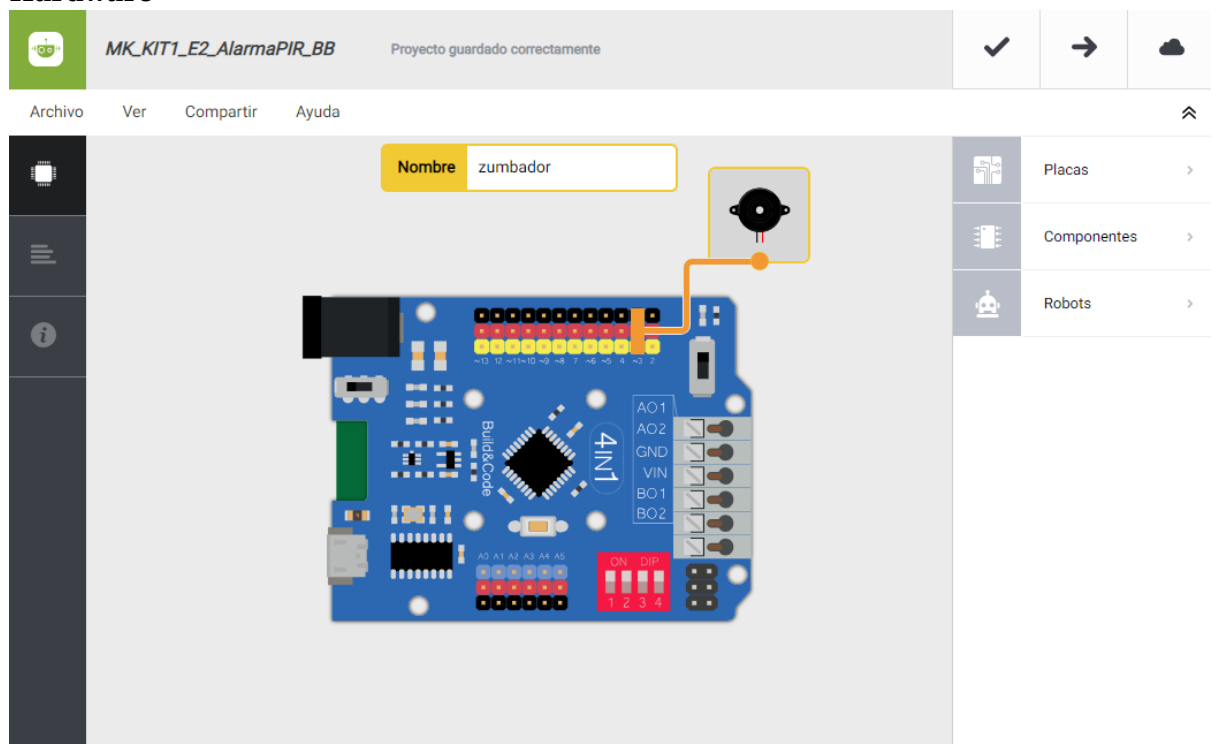 MK_KIT1_E2_AlarmaPIR_BB
Proyecto guardado correctamente
Archivo Ver Compartir Ayuda
Nombre zumbador
Placas
Componentes
Robots
~13 12 ~11~10 ~9 ~8 7 ~6 ~5 4 ~3 2
AO1
AO2
GND
VIN
BO1
BO2
Build&Code
4IN1
A0 A1 A2 A3 A4 A5
ON DIP
1 2 3 4